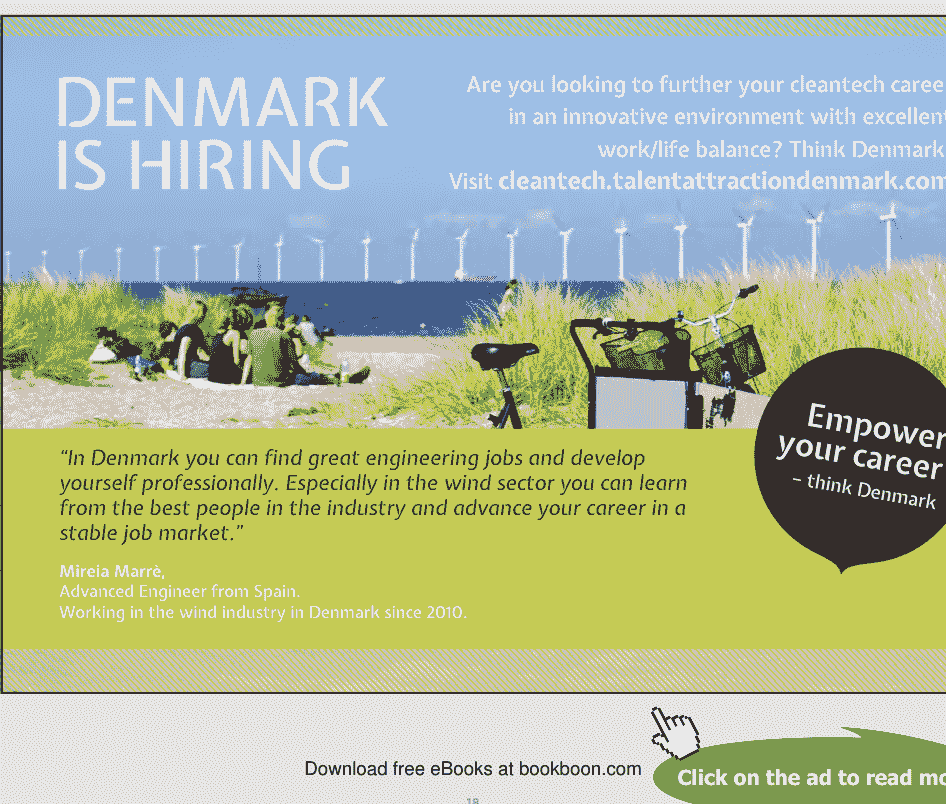 DENMARK
IS HIRING
Are you looking to further your cleantech caree
in an innovative environment with excellen
work/life balance? Think Denmark
Visit cleantech.talentattractiondenmark.com
Empower
your career
– think Denmark
“In Denmark you can find great engineering jobs and develop
yourself professionally. Especially in the wind sector you can learn
from the best people in the industry and advance your career in a
stable job market.”
Mireia Marrè,
Advanced Engineer from Spain.
Working in the wind industry in Denmark since 2010.
Download free eBooks at bookboon.com
Click on the ad to read mo
18